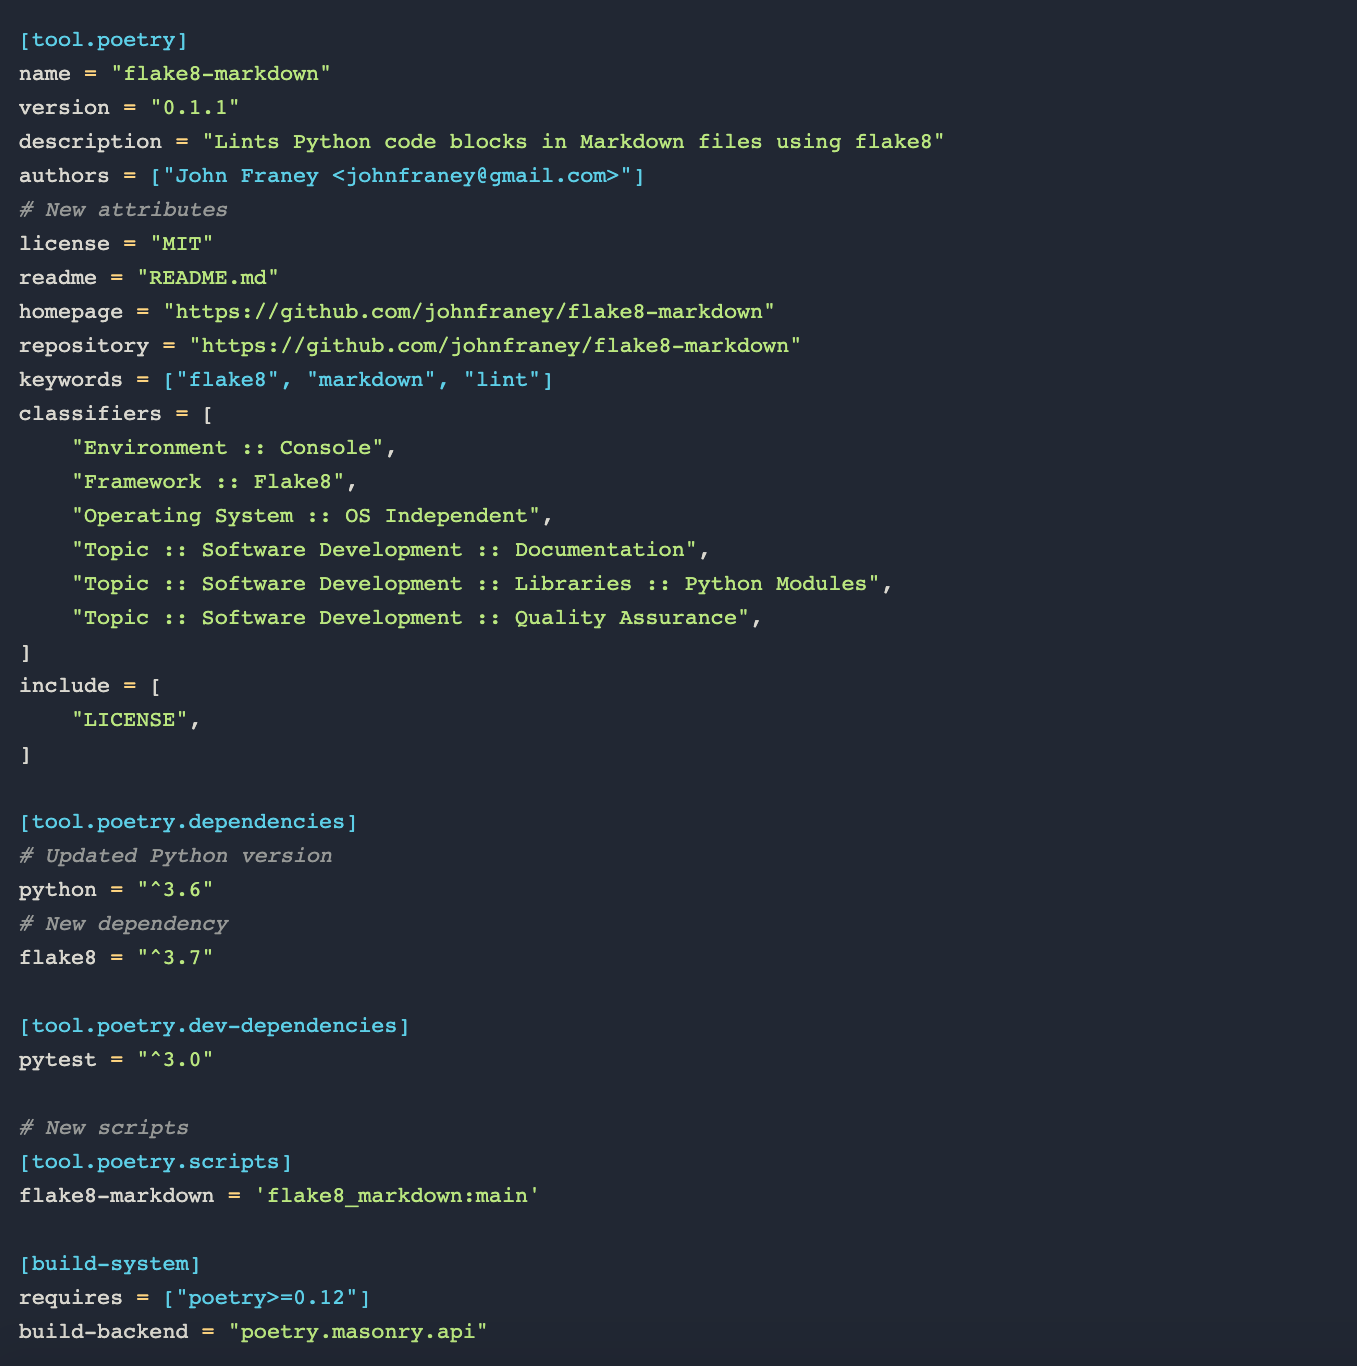 [tool.poetry]
name = "flake8-markdown"
version = "0.1.1"
description = "Lints Python code blocks in Markdown files using flake8"
authors = ["John Franey <johnfraney@gmail.com>"]
# New attributes
license = "MIT"
readme = "README.md"
homepage = "https://github.com/johnfraney/flake8-markdown"
repository = "https://github.com/johnfraney/flake8-markdown"
keywords = ["flake8", "markdown", "lint"]
classifiers = [
    "Environment :: Console",
    "Framework :: Flake8",
    "Operating System :: OS Independent",
    "Topic :: Software Development :: Documentation",
    "Topic :: Software Development :: Libraries :: Python Modules",
    "Topic :: Software Development :: Quality Assurance",
]
include = [
    "LICENSE",
]

[tool.poetry.dependencies]
# Updated Python version
python = "^3.6"
# New dependency
flake8 = "^3.7"

[tool.poetry.dev-dependencies]
pytest = "^3.0"

# New scripts
[tool.poetry.scripts]
flake8-markdown = 'flake8_markdown:main'

[build-system]
requires = ["poetry>=0.12"]
build-backend = "poetry.masonry.api"